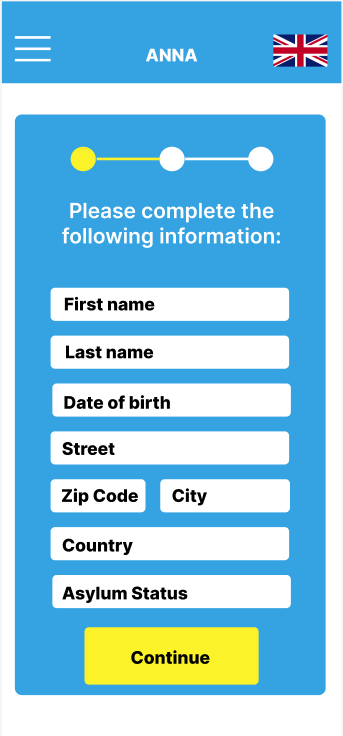 ANNA
Please complete the
following information:
First name
Last name
Date of birth
Street
Zip Code City
Country
Asylum Status
Continue